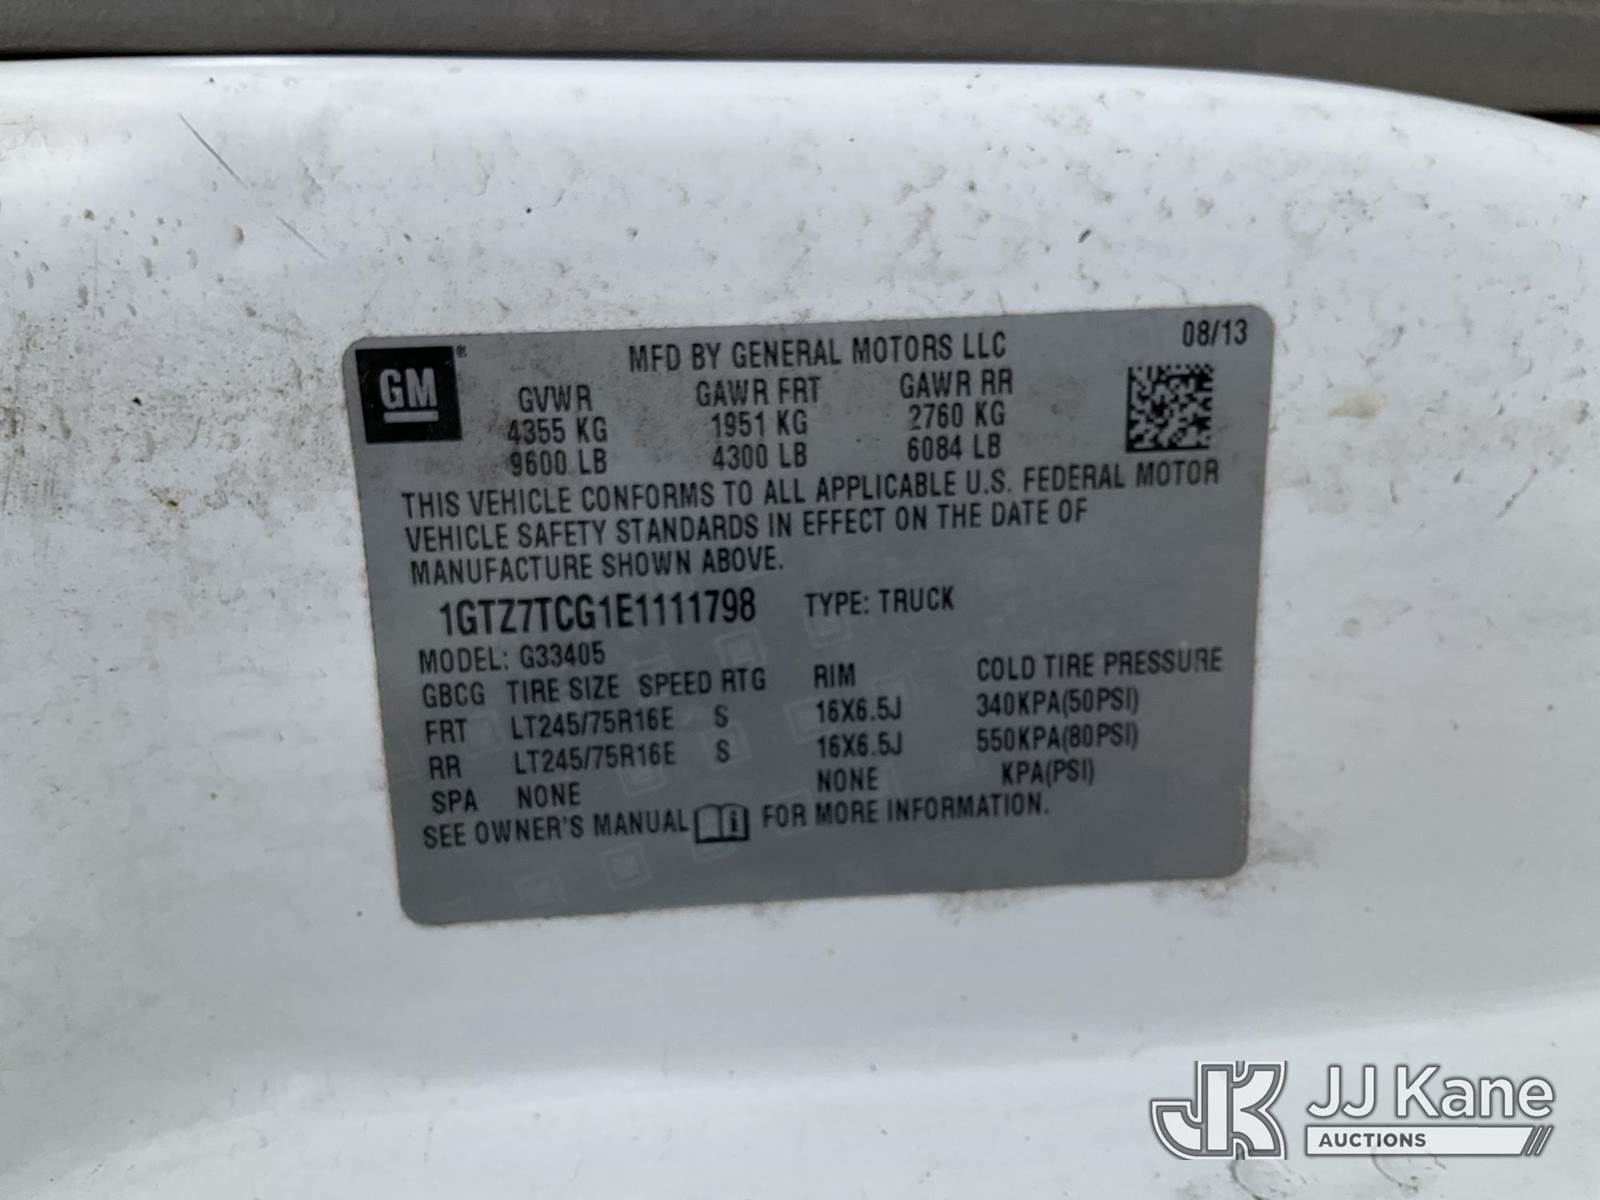 GM®
MFD BY GENERAL MOTORS LLC 08/13
GVWR GAWR FRT GAWR RR
4355 KG 1951 KG 2760 KG
9600 LB 4300 LB 6084 LB
THIS VEHICLE CONFORMS TO ALL APPLICABLE U.S. FEDERAL MOTOR
VEHICLE SAFETY STANDARDS IN EFFECT ON THE DATE OF
MANUFACTURE SHOWN ABOVE.
1GTZ7TCG1E1111798 TYPE: TRUCK
MODEL: G33405
GBCG TIRE SIZE SPEED RTG RIM COLD TIRE PRESSURE
FRT LT245/75R16E S 16X6.5J 340KPA(50PSI)
RR LT245/75R16E S 16X6.5J 550KPA(80PSI)
SPA NONE NONE KPA(PSI)
SEE OWNER'S MANUAL FOR MORE INFORMATION.
JK JJ Kane
AUCTIONS